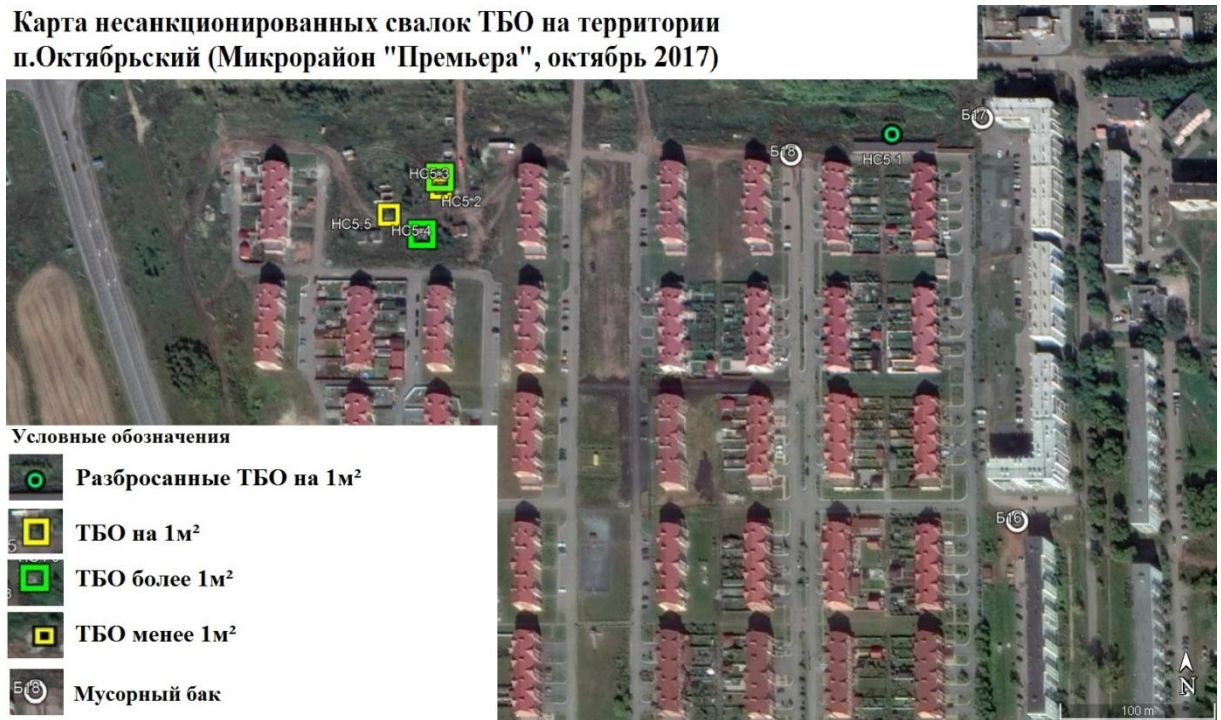 Карта несанкционированных свалок ТБО на территории
п.Октябрьский (Микрорайон "Премьера", октябрь 2017)
Б17
НС5.1
Б18
НС5.3
НС5.2
НС5.5
НС5.4
Б16
Условные обозначения
Разбросанные ТБО на 1м²
ТБО на 1м²
ТБО более 1м²
ТБО менее 1м²
Б18
Мусорный бак
100 m
N